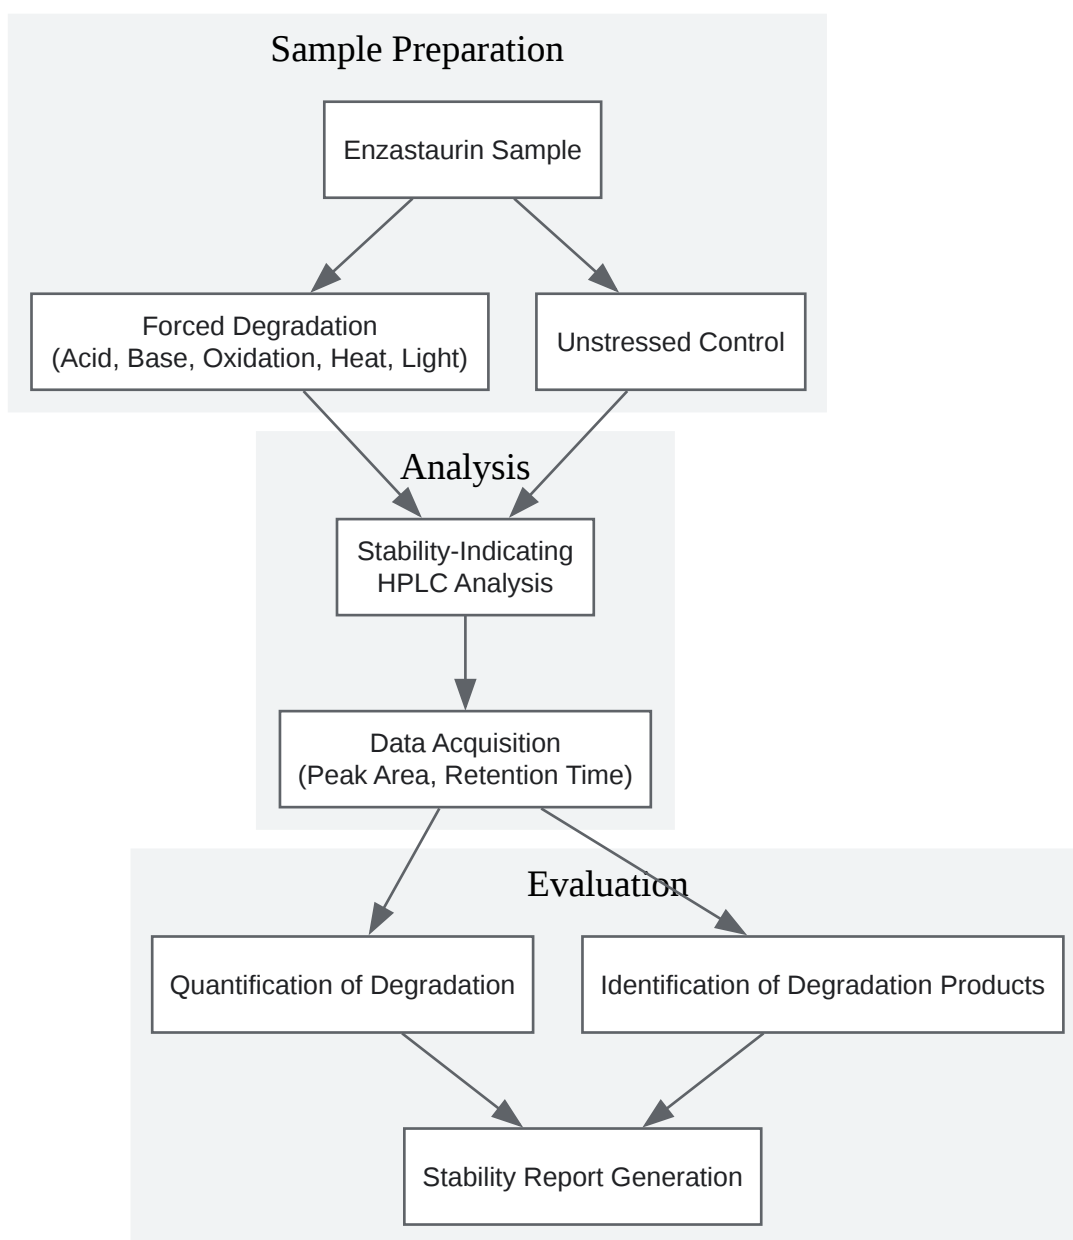 Sample Preparation
Enzastaurin Sample
Forced Degradation
(Acid, Base, Oxidation, Heat, Light)
Unstressed Control
Analysis
Stability-Indicating
HPLC Analysis
Data Acquisition
(Peak Area, Retention Time)
Evaluation
Quantification of Degradation
Identification of Degradation Products
Stability Report Generation